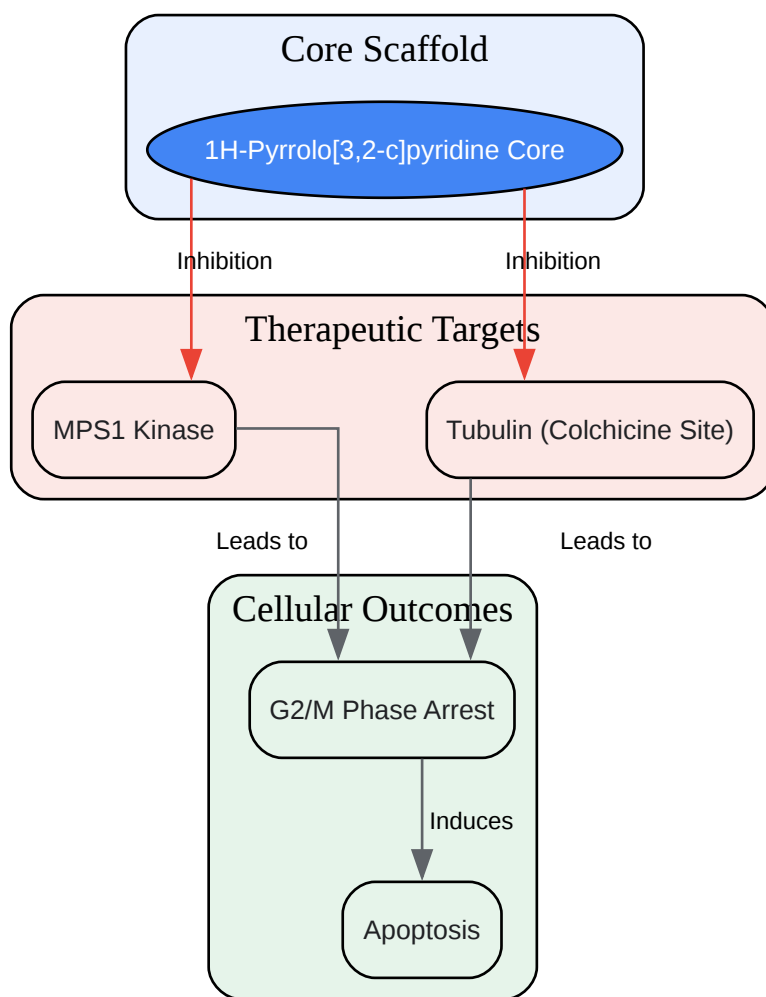 Core Scaffold
1H-Pyrrolo[3,2-c]pyridine Core
Inhibition
Inhibition
Therapeutic Targets
MPS1 Kinase
Tubulin (Colchicine Site)
Leads to
Leads to
Cellular Outcomes
G2/M Phase Arrest
Induces
Apoptosis